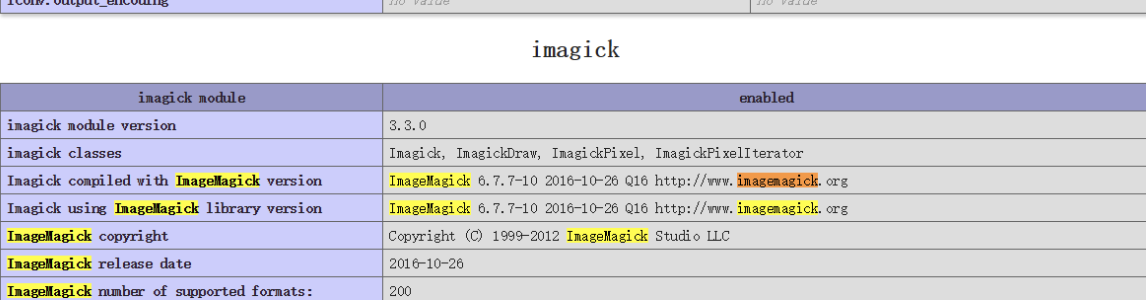 iconv.output_encoding no value no value
imagick
imagick module enabled
imagick module version 3.3.0
imagick classes Imagick, ImagickDraw, ImagickPixel, ImagickPixelIterator
Imagick compiled with ImageMagick version ImageMagick 6.7.7-10 2016-10-26 Q16 http://www.imagemagick.org
Imagick using ImageMagick library version ImageMagick 6.7.7-10 2016-10-26 Q16 http://www.imagemagick.org
ImageMagick copyright Copyright (C) 1999-2012 ImageMagick Studio LLC
ImageMagick release date 2016-10-26
ImageMagick number of supported formats: 200